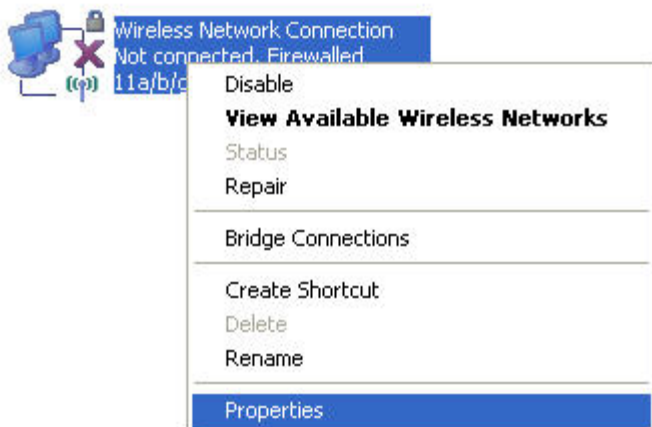 Wireless Network Connection
Not connected, Firewalled
11a/b/
Disable
View Available Wireless Networks
Status
Repair
Bridge Connections
Create Shortcut
Delete
Rename
Properties